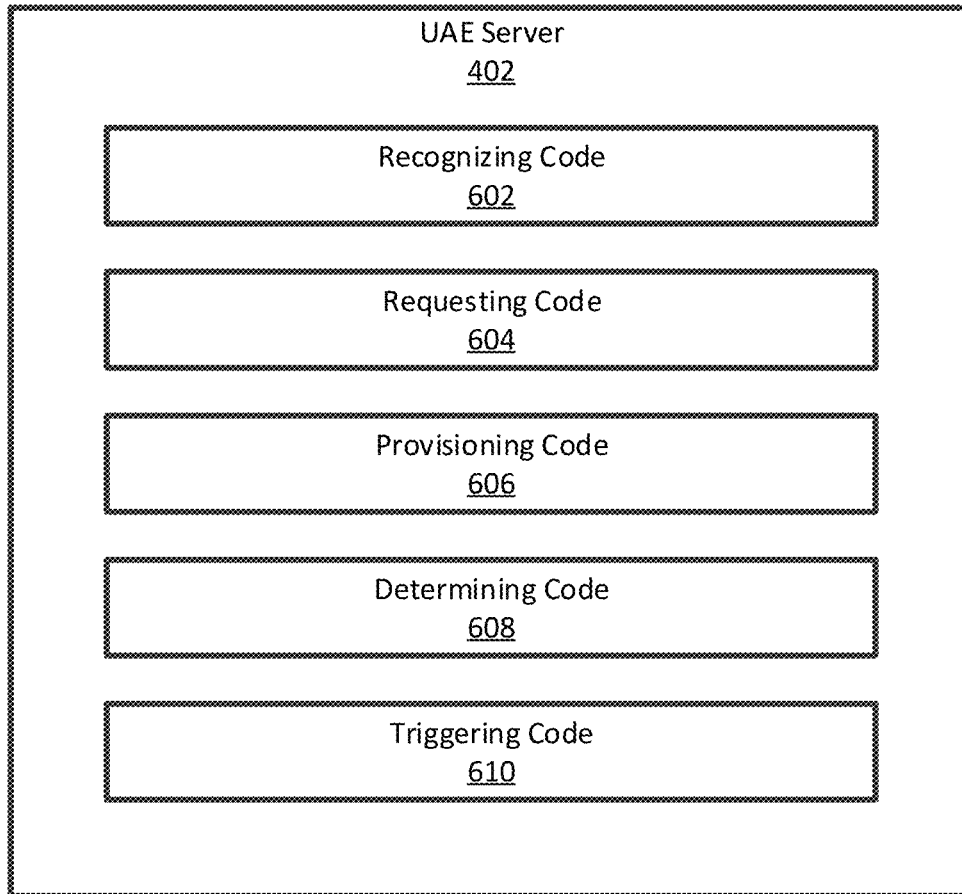 UAE Server
402
Recognizing Code
602
Requesting Code
604
Provisioning Code
606
Determining Code
608
Triggering Code
610